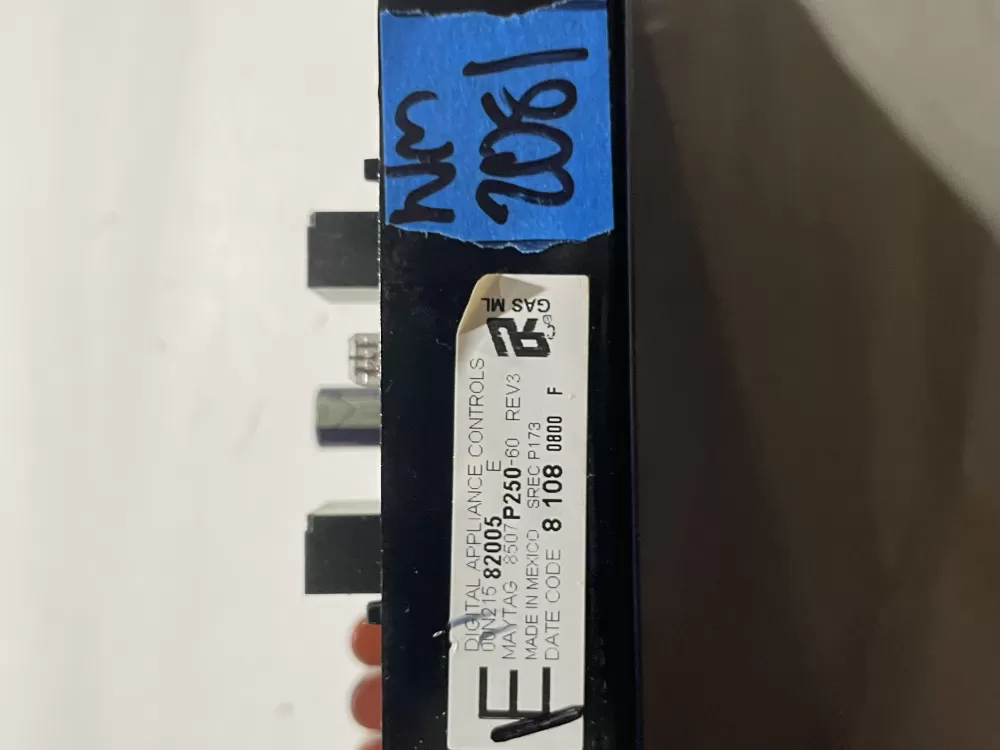 Nm
2081
DIGITAL APPLIANCE CONTROLS
00N215 82005 E
MAYTAG 8507P250-60 REV3
MADE IN MEXICO SREC P173
DATE CODE 8 108 0800 F
E
GAS ML